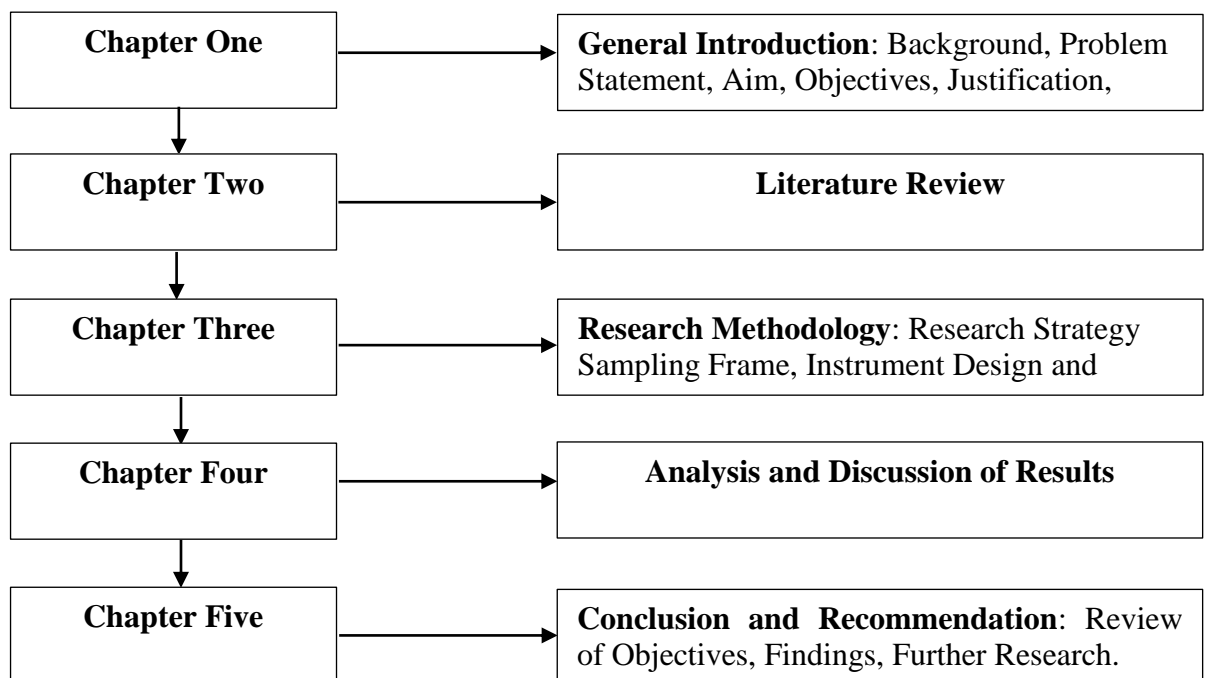 Chapter One
General Introduction: Background, Problem
Statement, Aim, Objectives, Justification,
Chapter Two
Literature Review
Chapter Three
Research Methodology: Research Strategy
Sampling Frame, Instrument Design and
Chapter Four
Analysis and Discussion of Results
Chapter Five
Conclusion and Recommendation: Review
of Objectives, Findings, Further Research.